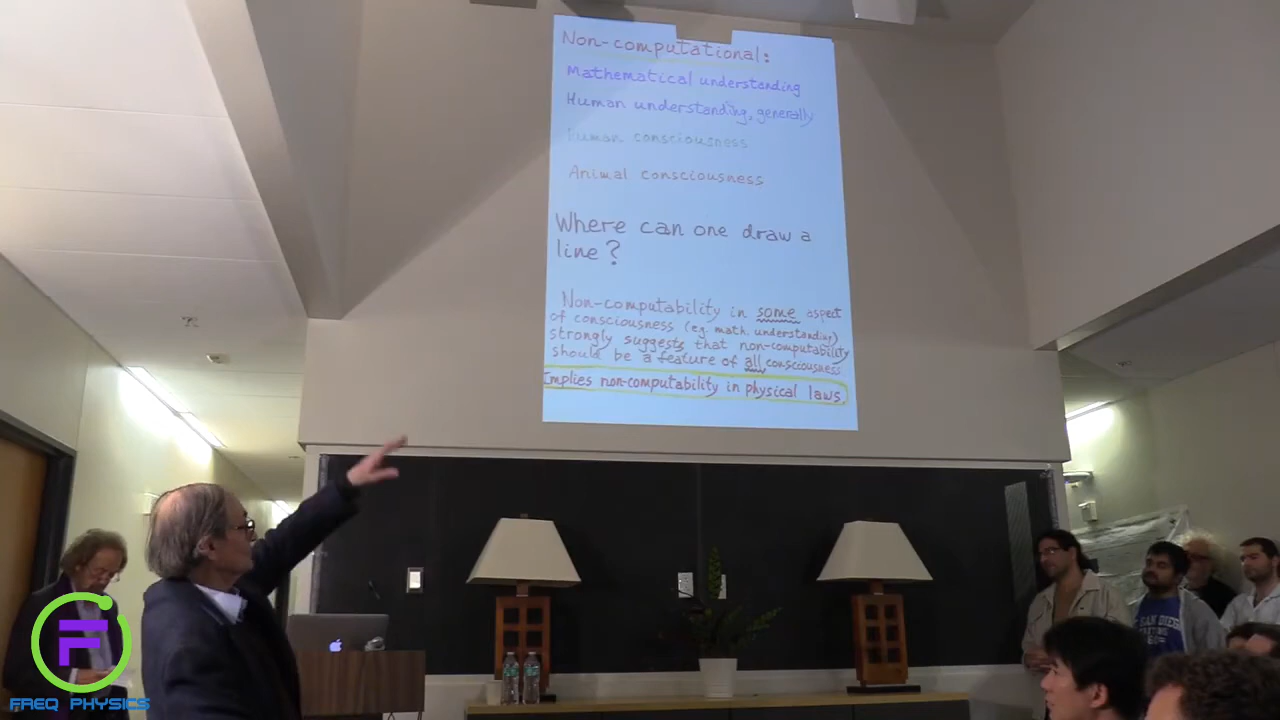 Non-computational:
Mathematical understanding
Human understanding, generally
Human consciousness
Animal consciousness
Where can one draw a
line?
Non-computability in some aspect
of consciousness (e.g. math. understanding)
strongly suggests that non-computability
should be a feature of all consciousness
Implies non-computability in physical laws.
SAN DIEGO
F
FREQ PHYSICS